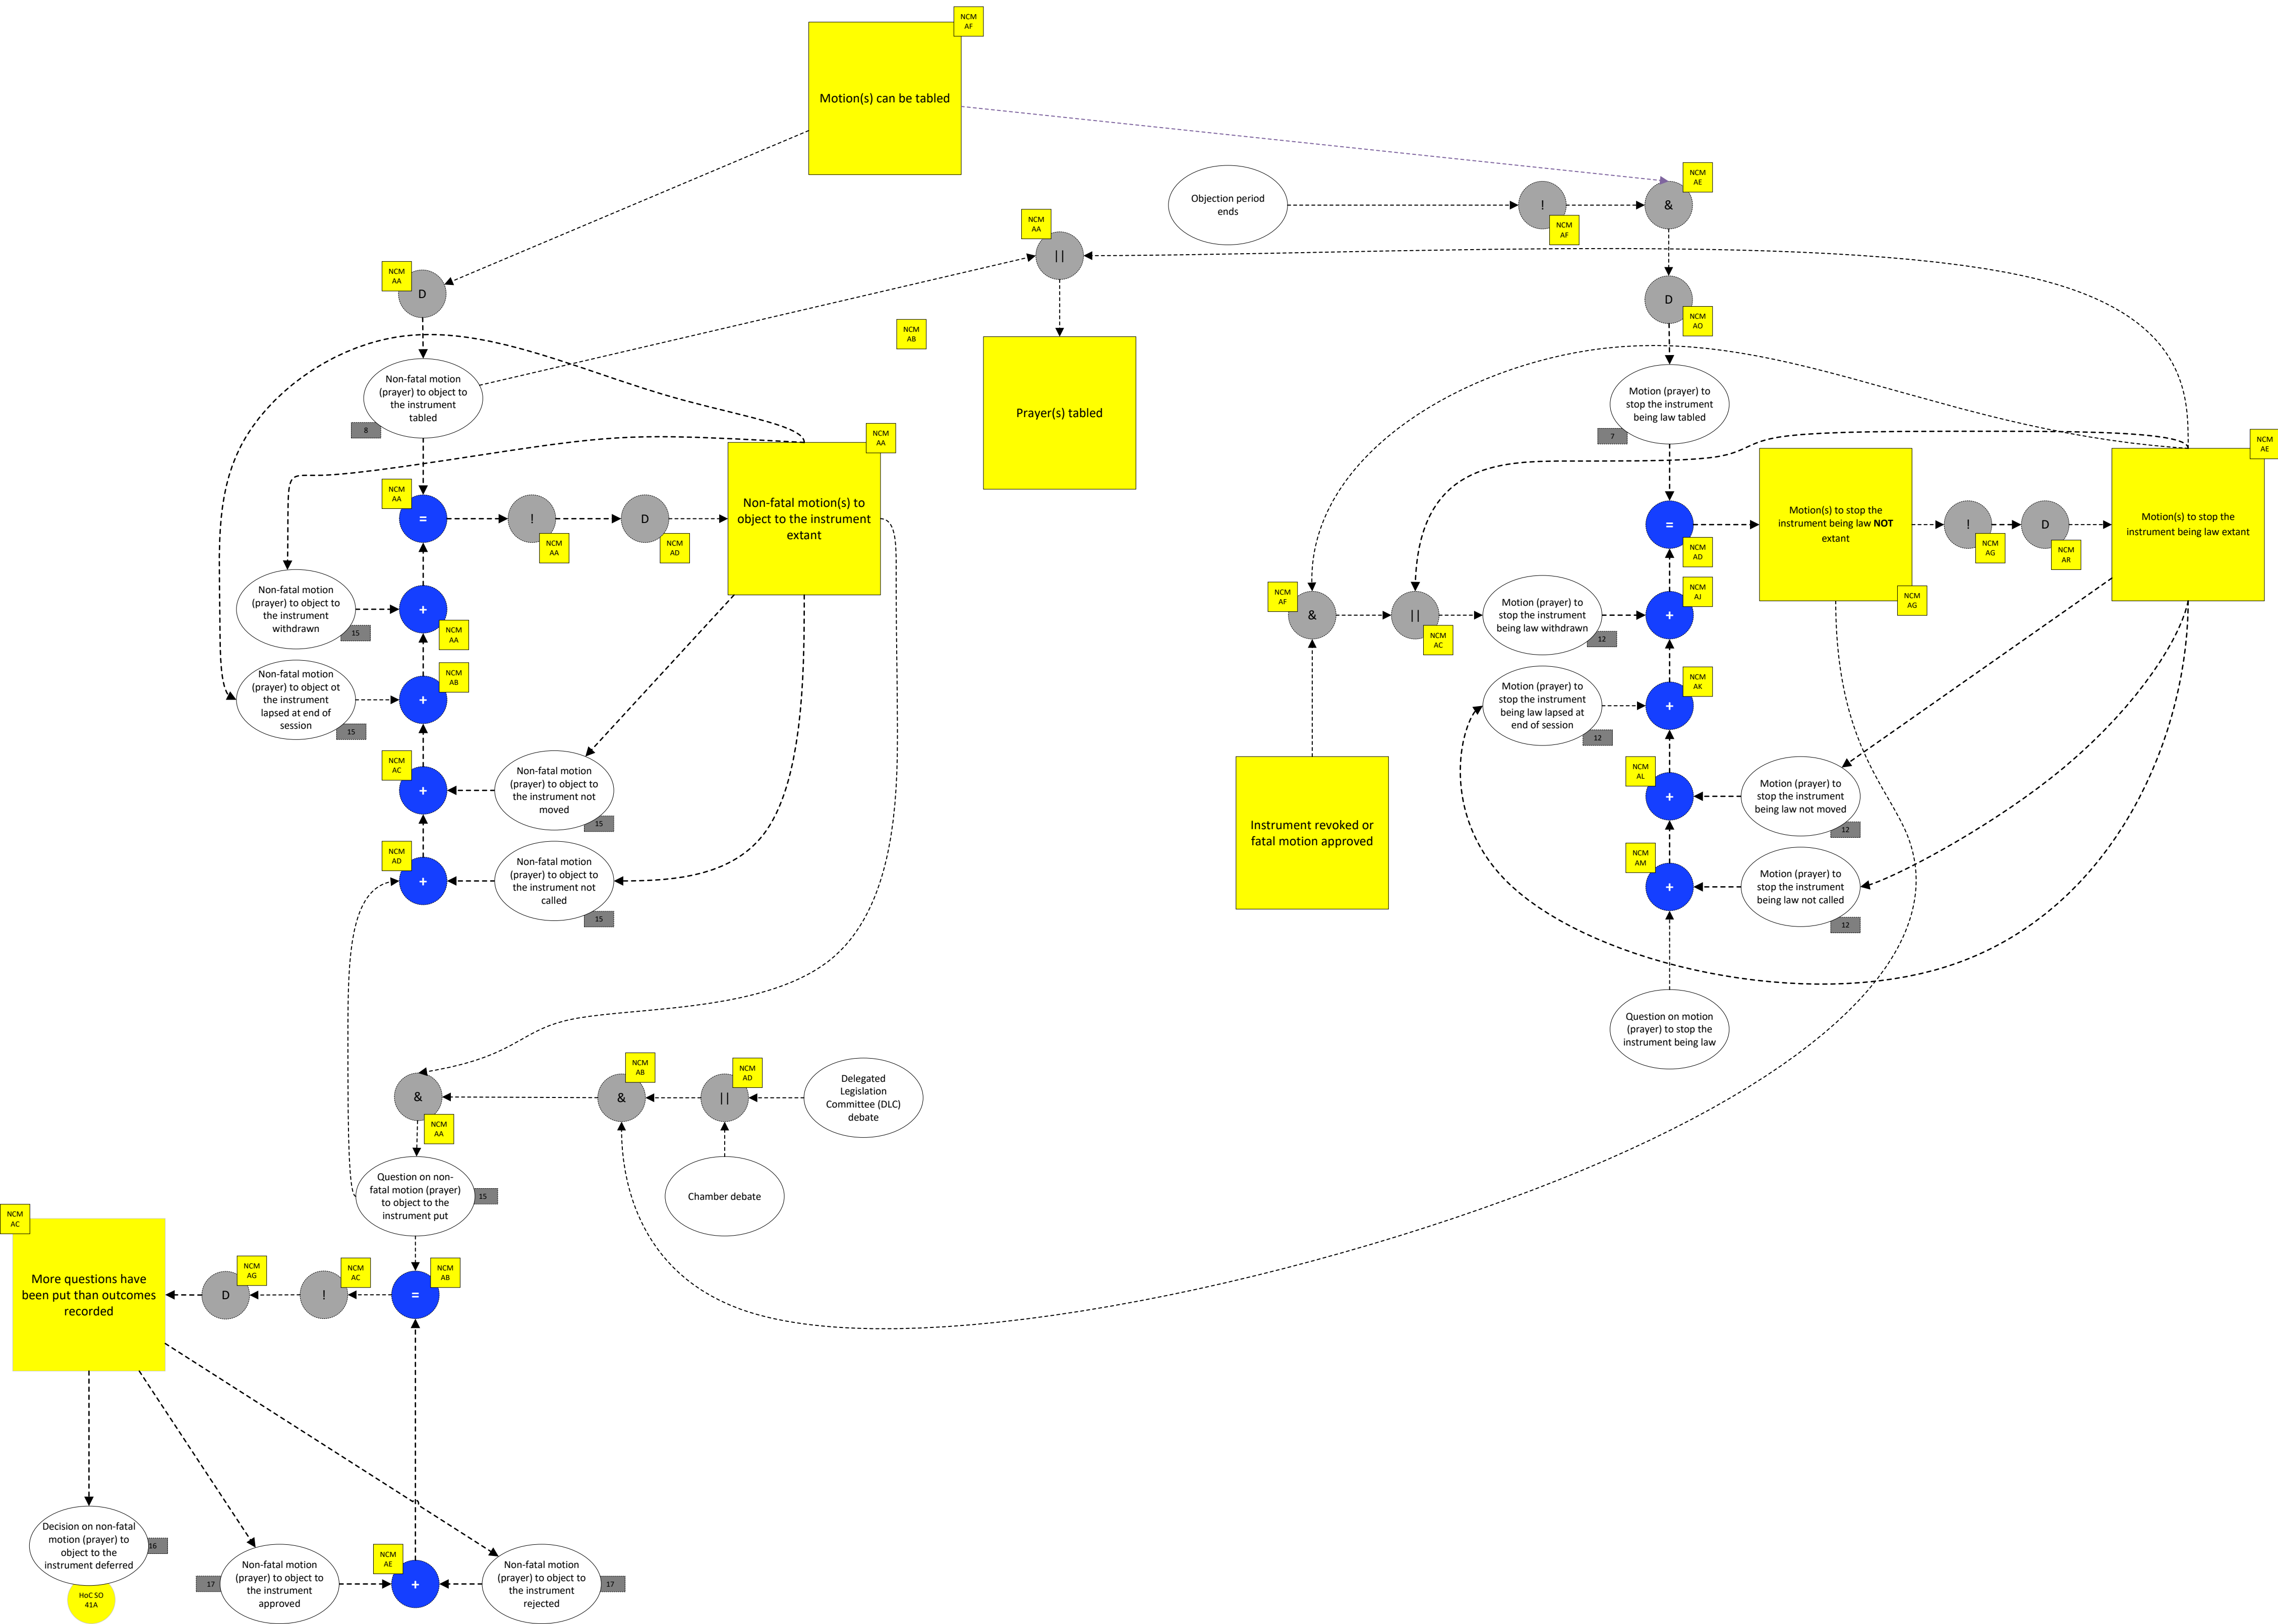 NCM
AF
Motion(s) can be tabled
NCM
AE
Objection period
ends
!
NCM
AF
&
NCM
AA
||
NCM
AA
D
D
NCM
AO
NCM
AB
Non-fatal motion
(prayer) to object to
the instrument
tabled
8
Prayer(s) tabled
Motion (prayer) to
stop the instrument
being law tabled
7
NCM
AA
Non-fatal motion(s) to
object to the instrument
extant
NCM
AA
=
!
NCM
AA
D
NCM
AD
=
NCM
AD
Motion(s) to stop the
instrument being law NOT
extant
NCM
AG
!
NCM
AG
D
NCM
AR
NCM
AE
Motion(s) to stop the
instrument being law extant
Non-fatal motion
(prayer) to object to
the instrument
withdrawn
15
+
NCM
AA
NCM
AF
&
||
NCM
AC
Motion (prayer) to
stop the instrument
being law withdrawn
12
NCM
AJ
+
Non-fatal motion
(prayer) to object ot
the instrument
lapsed at end of
session
15
NCM
AB
+
Motion (prayer) to
stop the instrument
being law lapsed at
end of session
12
NCM
AK
+
NCM
AC
+
Non-fatal motion
(prayer) to object to
the instrument not
moved
15
Instrument revoked or
fatal motion approved
NCM
AL
+
Motion (prayer) to
stop the instrument
being law not moved
12
NCM
AD
+
Non-fatal motion
(prayer) to object to
the instrument not
called
15
NCM
AM
+
Motion (prayer) to
stop the instrument
being law not called
12
Question on motion
(prayer) to stop the
instrument being law
&
NCM
AA
NCM
AB
&
NCM
AD
||
Delegated
Legislation
Committee (DLC)
debate
Question on non-
fatal motion (prayer)
to object to the
instrument put
15
Chamber debate
NCM
AC
More questions have
been put than outcomes
recorded
NCM
AG
D
NCM
AC
!
NCM
AB
=
Decision on non-fatal
motion (prayer) to
object to the
instrument deferred
16
HoC SO
41A
17
Non-fatal motion
(prayer) to object to
the instrument
approved
NCM
AE
+
Non-fatal motion
(prayer) to object to
the instrument
rejected
17